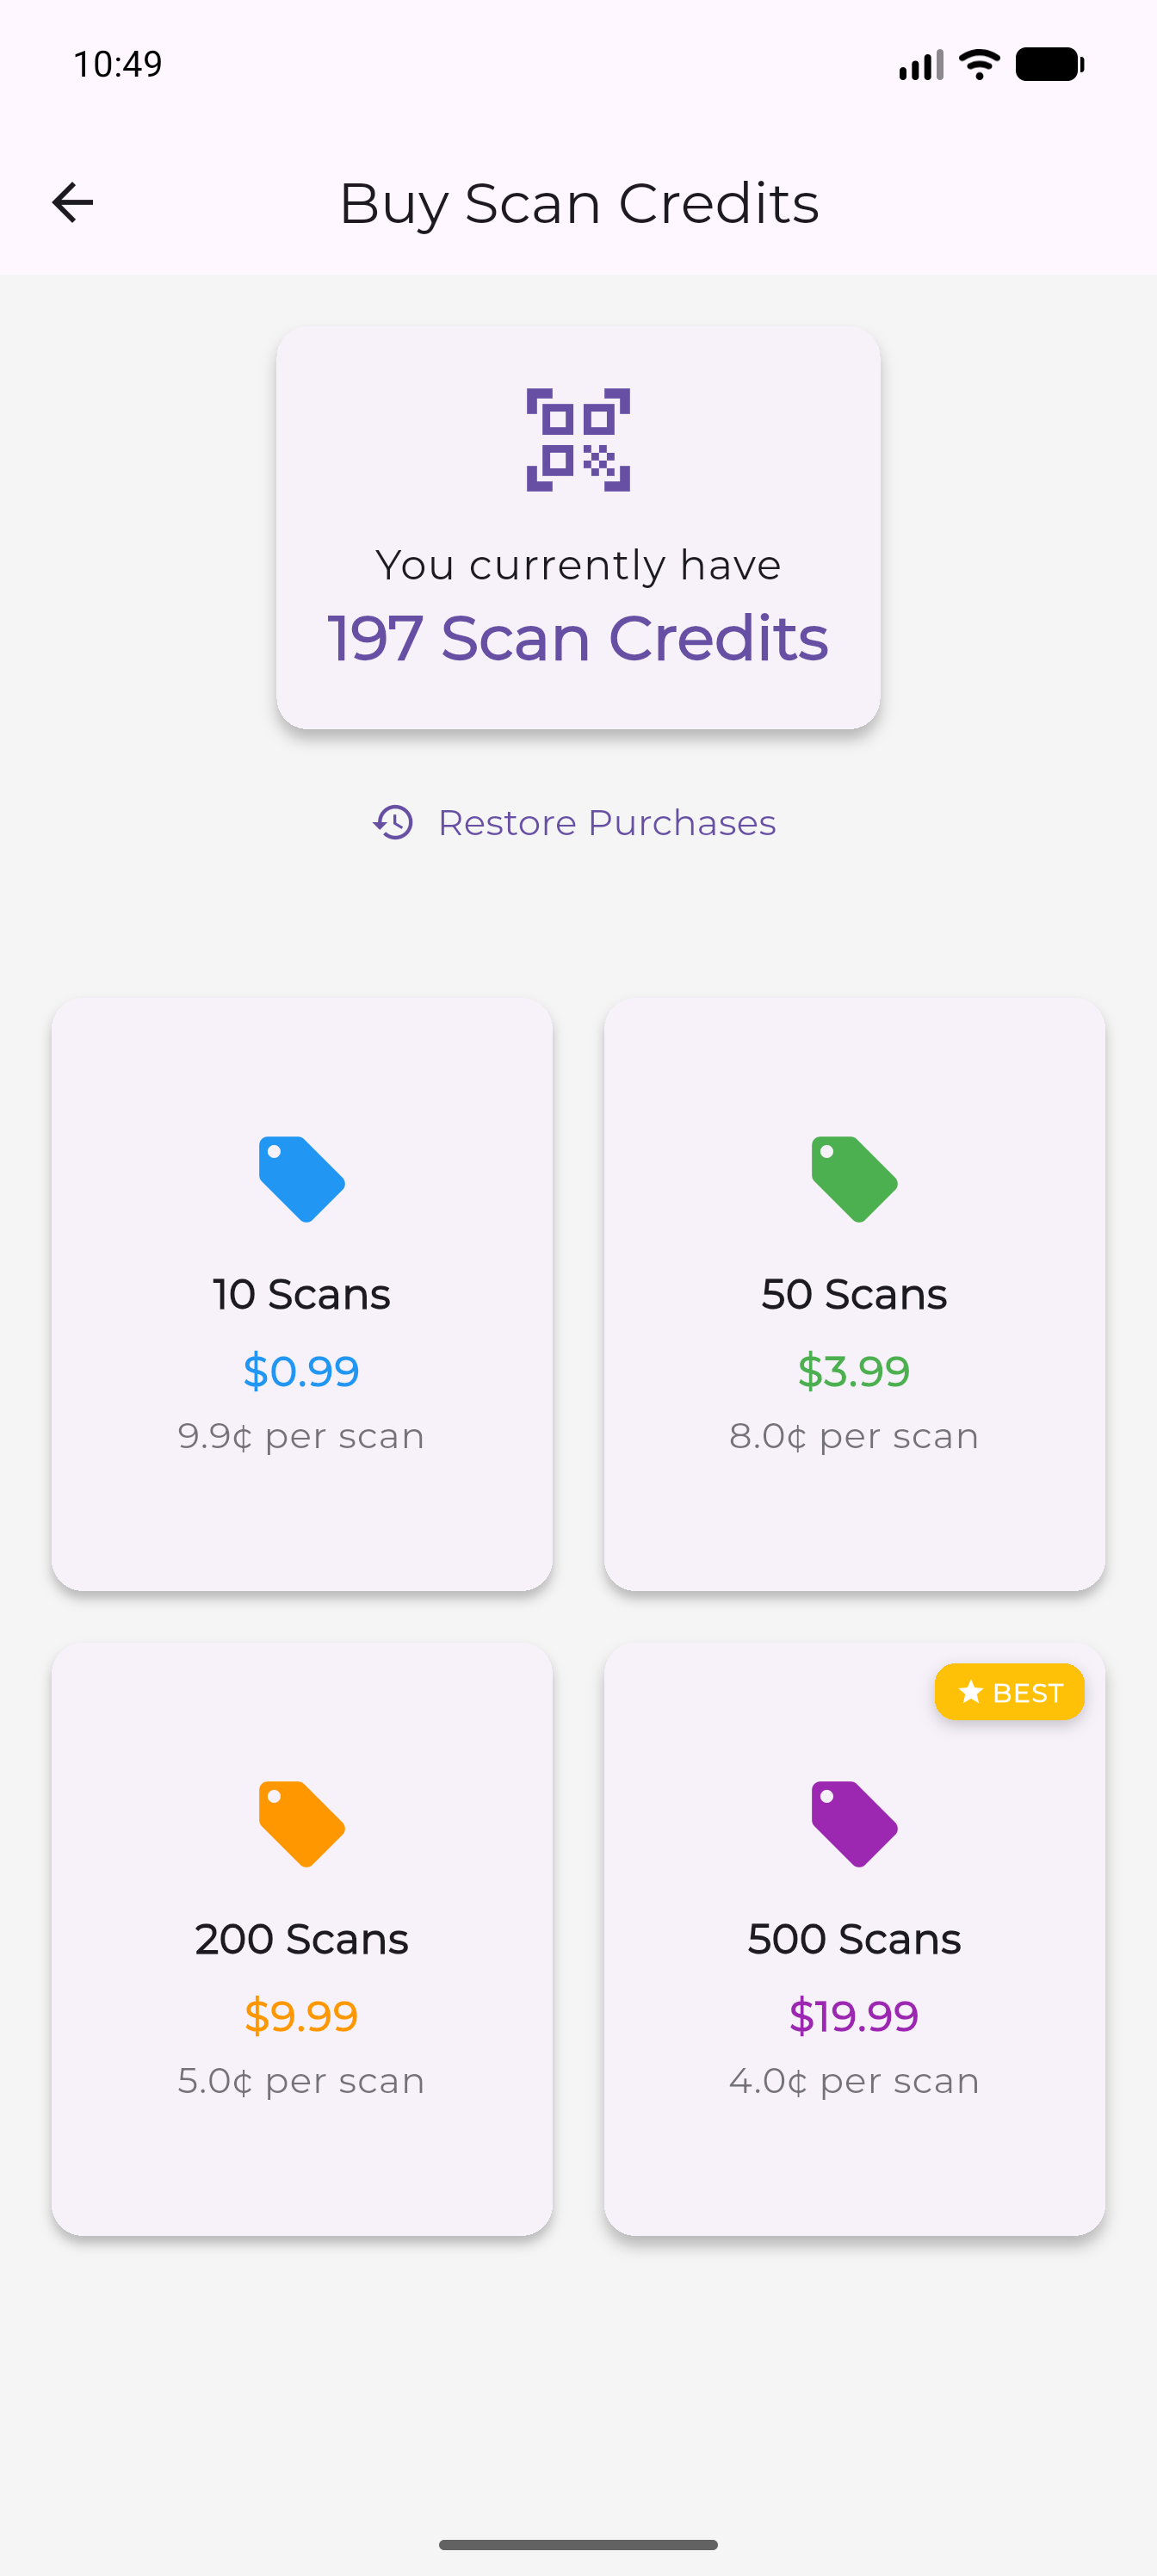 10:49
Buy Scan Credits
You currently have
197 Scan Credits
Restore Purchases
10 Scans
$0.99
9.9¢ per scan
50 Scans
$3.99
8.0¢ per scan
BEST
200 Scans
$9.99
5.0¢ per scan
500 Scans
$19.99
4.0¢ per scan